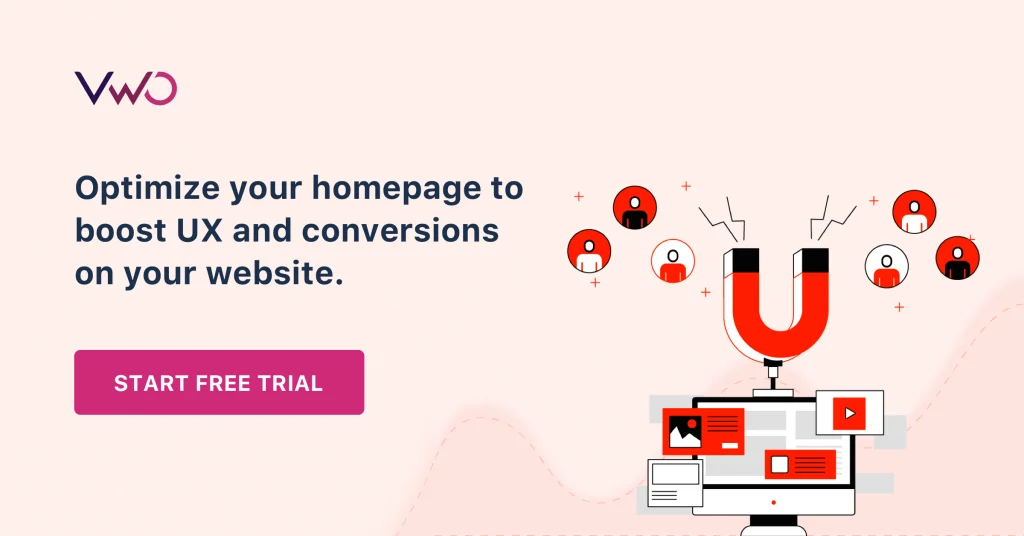 VWO
Optimize your homepage to
boost UX and conversions
on your website.
START FREE TRIAL